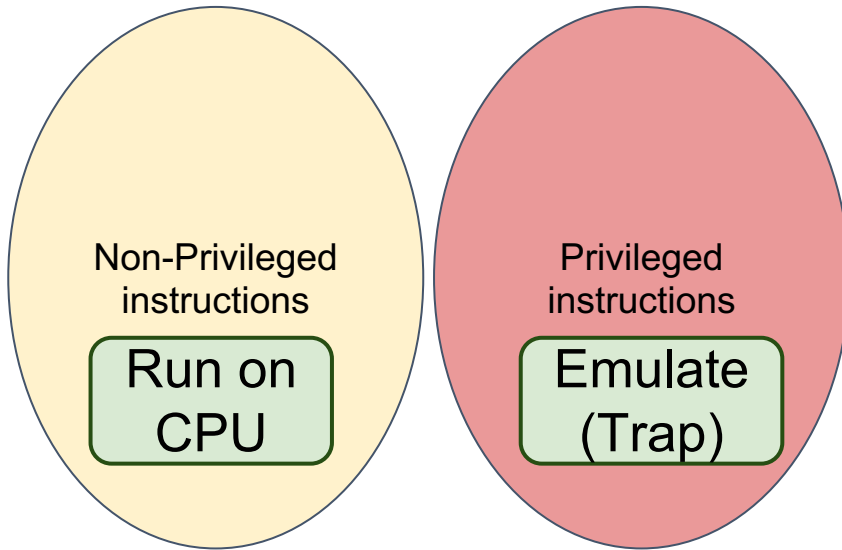 Non-Privileged
instructions
Run on
CPU
Privileged
instructions
Emulate
(Trap)